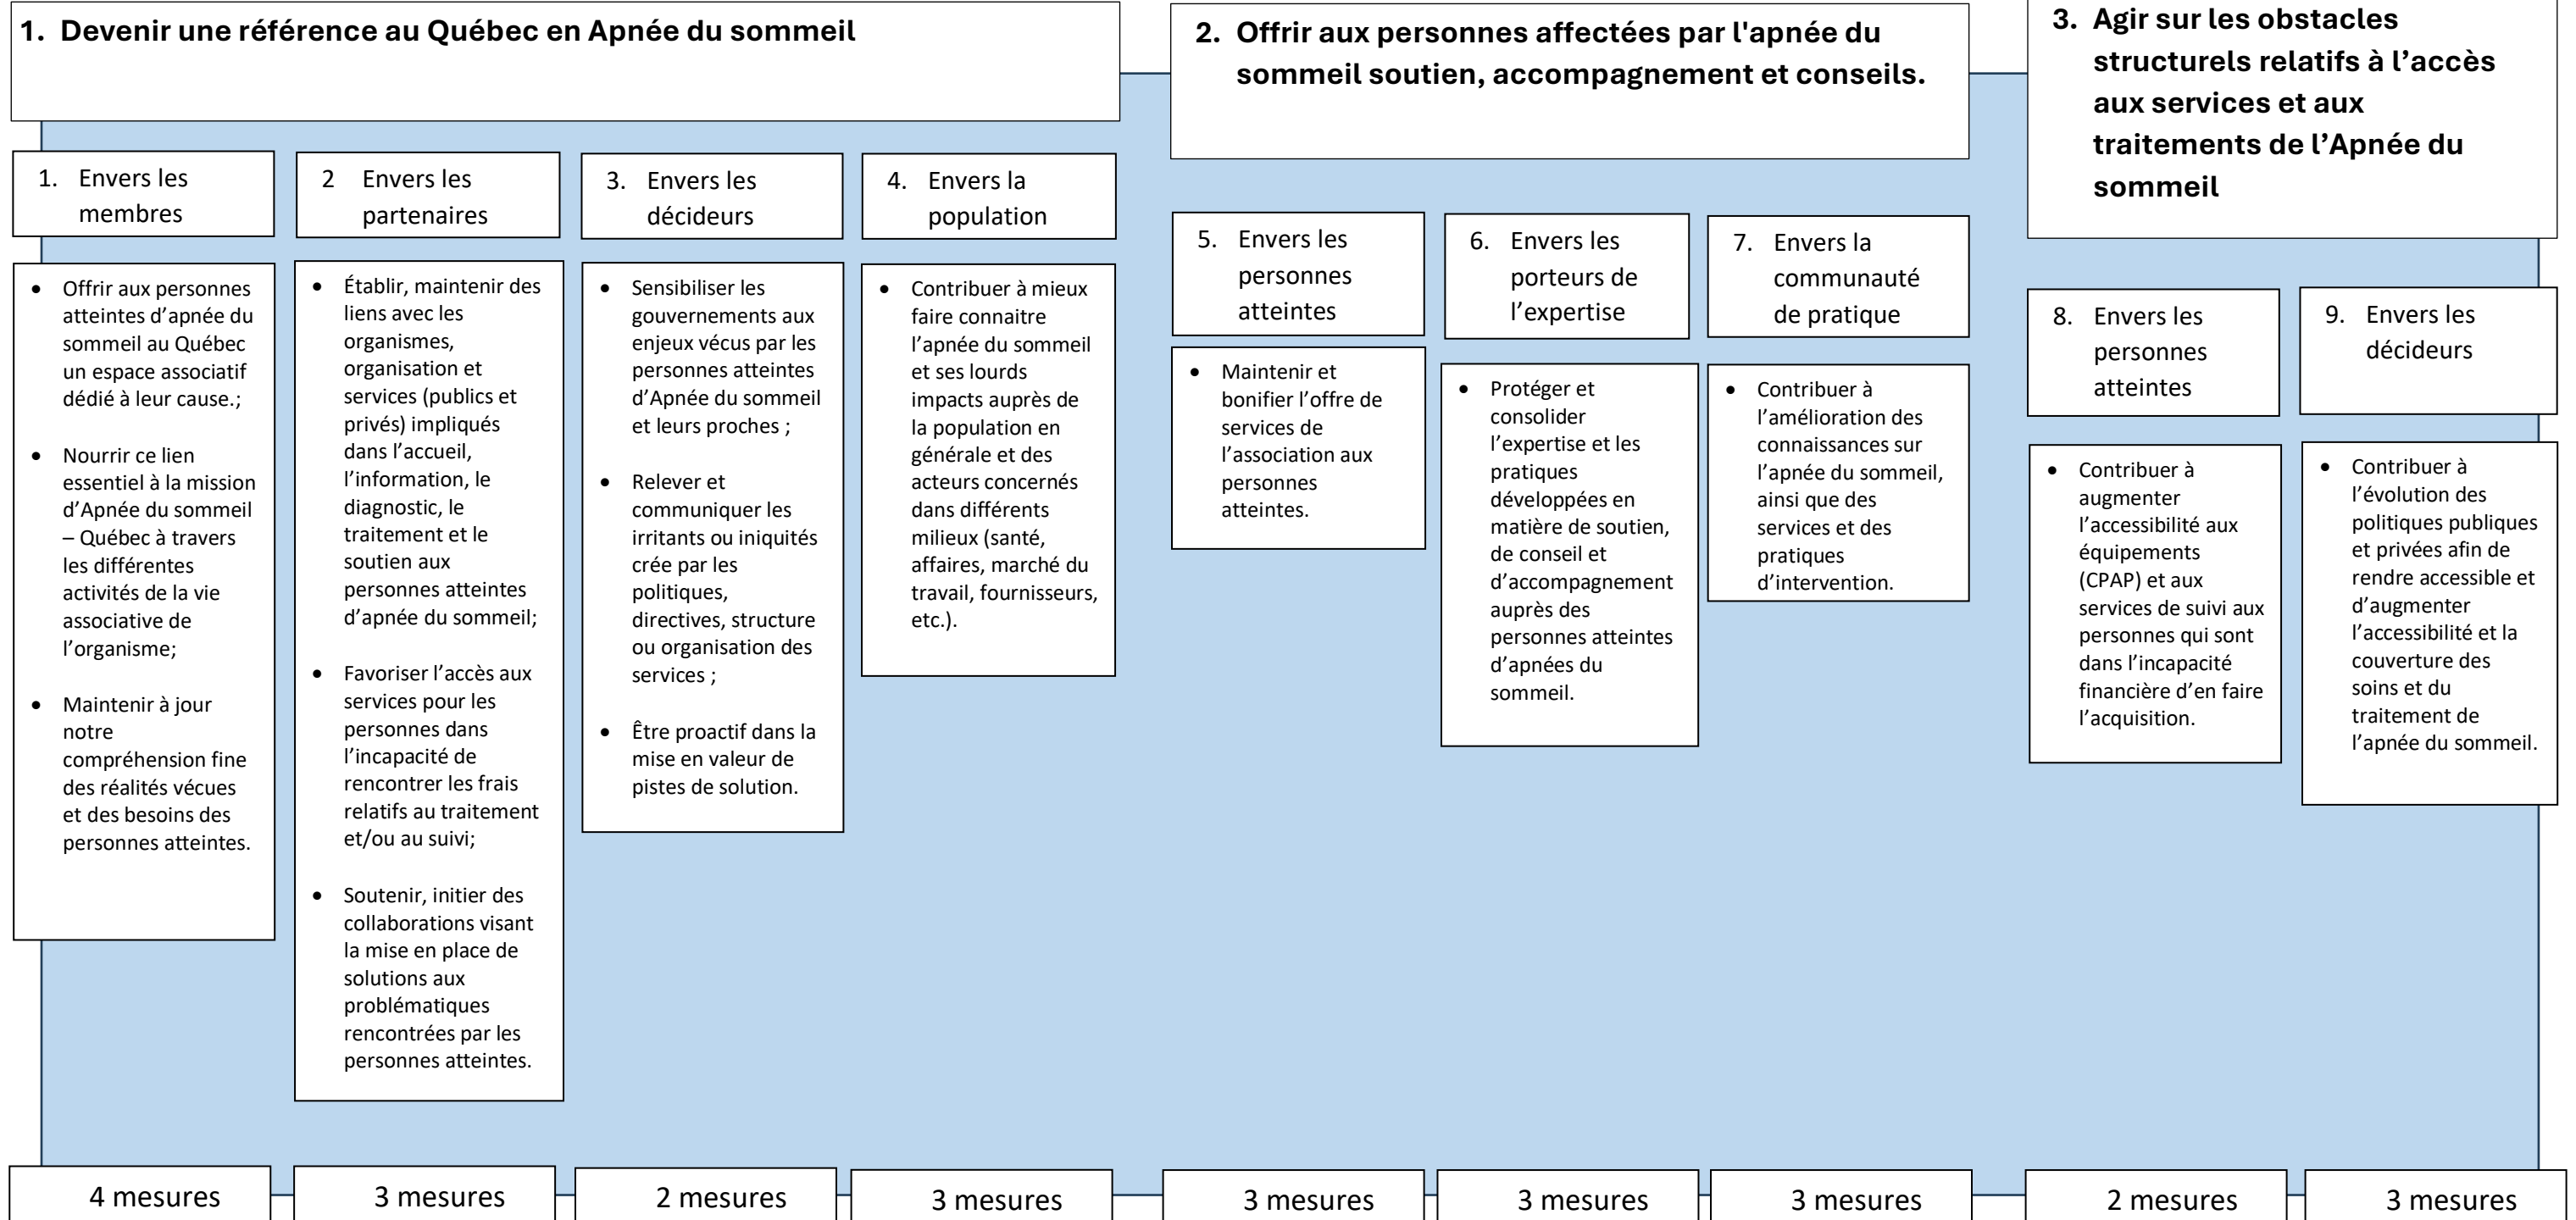 1. Devenir une référence au Québec en Apnée du sommeil
1. Envers les
membres
• Offrir aux personnes
atteintes d’apnée du
sommeil au Québec
un espace associatif
dédié à leur cause.;
• Nourrir ce lien
essentiel à la mission
d’Apnée du sommeil
– Québec à travers
les différentes
activités de la vie
associative de
l’organisme;
• Maintenir à jour
notre
compréhension fine
des réalités vécues
et des besoins des
personnes atteintes.
4 mesures
2 Envers les
partenaires
• Établir, maintenir des
liens avec les
organismes,
organisation et
services (publics et
privés) impliqués
dans l’accueil,
l’information, le
diagnostic, le
traitement et le
soutien aux
personnes atteintes
d’apnée du sommeil;
• Favoriser l’accès aux
services pour les
personnes dans
l’incapacité de
rencontrer les frais
relatifs au traitement
et/ou au suivi;
• Soutenir, initier des
collaborations visant
la mise en place de
solutions aux
problématiques
rencontrées par les
personnes atteintes.
3 mesures
3. Envers les
décideurs
• Sensibiliser les
gouvernements aux
enjeux vécus par les
personnes atteintes
d’Apnée du sommeil
et leurs proches ;
• Relever et
communiquer les
irritants ou iniquités
crée par les
politiques,
directives, structure
ou organisation des
services ;
• Être proactif dans la
mise en valeur de
pistes de solution.
2 mesures
4. Envers la
population
• Contribuer à mieux
faire connaitre
l’apnée du sommeil
et ses lourds
impacts auprès de
la population en
générale et des
acteurs concernés
dans différents
milieux (santé,
affaires, marché du
travail, fournisseurs,
etc.).
3 mesures
2. Offrir aux personnes affectées par l'apnée du
sommeil soutien, accompagnement et conseils.
5. Envers les
personnes
atteintes
• Maintenir et
bonifier l’offre de
services de
l’association aux
personnes
atteintes.
3 mesures
6. Envers les
porteurs de
l’expertise
• Protéger et
consolider
l’expertise et les
pratiques
développées en
matière de soutien,
de conseil et
d’accompagnement
auprès des
personnes atteintes
d’apnées du
sommeil.
3 mesures
7. Envers la
communauté
de pratique
• Contribuer à
l’amélioration des
connaissances sur
l’apnée du sommeil,
ainsi que des
services et des
pratiques
d’intervention.
3 mesures
3. Agir sur les obstacles
structurels relatifs à l’accès
aux services et aux
traitements de l’Apnée du
sommeil
8. Envers les
personnes
atteintes
• Contribuer à
augmenter
l’accessibilité aux
équipements
(CPAP) et aux
services de suivi aux
personnes qui sont
dans l’incapacité
financière d’en faire
l’acquisition.
2 mesures
9. Envers les
décideurs
• Contribuer à
l’évolution des
politiques publiques
et privées afin de
rendre accessible et
d’augmenter
l’accessibilité et la
couverture des
soins et du
traitement de
l’apnée du sommeil.
3 mesures